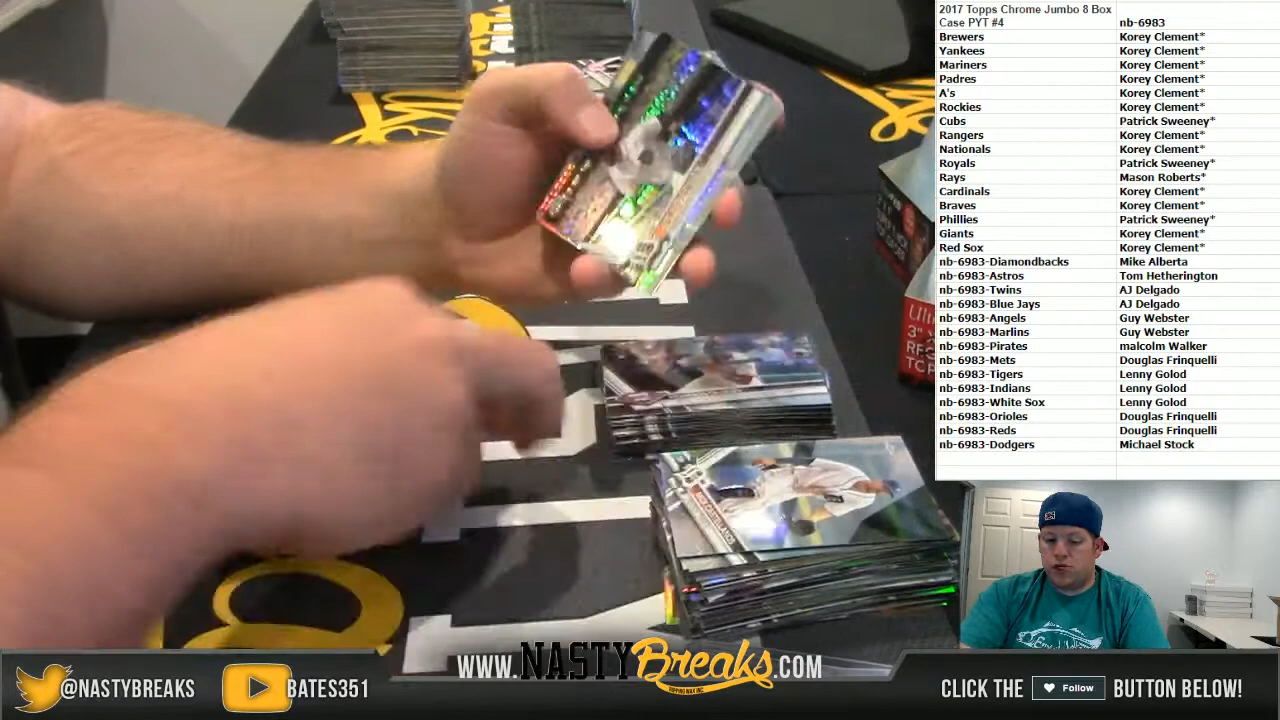 2017 Topps Chrome Jumbo 8 Box
Case PYT #4 nb-6983
Brewers Korey Clement*
Yankees Korey Clement*
Mariners Korey Clement*
Padres Korey Clement*
A's Korey Clement*
Rockies Korey Clement*
Cubs Patrick Sweeney*
Rangers Korey Clement*
Nationals Korey Clement*
Royals Patrick Sweeney*
Rays Mason Roberts*
Cardinals Korey Clement*
Braves Korey Clement*
Phillies Patrick Sweeney*
Giants Korey Clement*
Red Sox Korey Clement*
nb-6983-Diamondbacks Mike Alberta
nb-6983-Astros Tom Hetherington
nb-6983-Twins AJ Delgado
nb-6983-Blue Jays AJ Delgado
nb-6983-Angels Guy Webster
nb-6983-Marlins Guy Webster
nb-6983-Pirates malcolm Walker
nb-6983-Mets Douglas Frinquelli
nb-6983-Tigers Lenny Golod
nb-6983-Indians Lenny Golod
nb-6983-White Sox Lenny Golod
nb-6983-Orioles Douglas Frinquelli
nb-6983-Reds Douglas Frinquelli
nb-6983-Dodgers Michael Stock
@NASTYBREAKS
BATES351
WWW.NASTYBreaks.COM
CLICK THE Follow BUTTON BELOW!